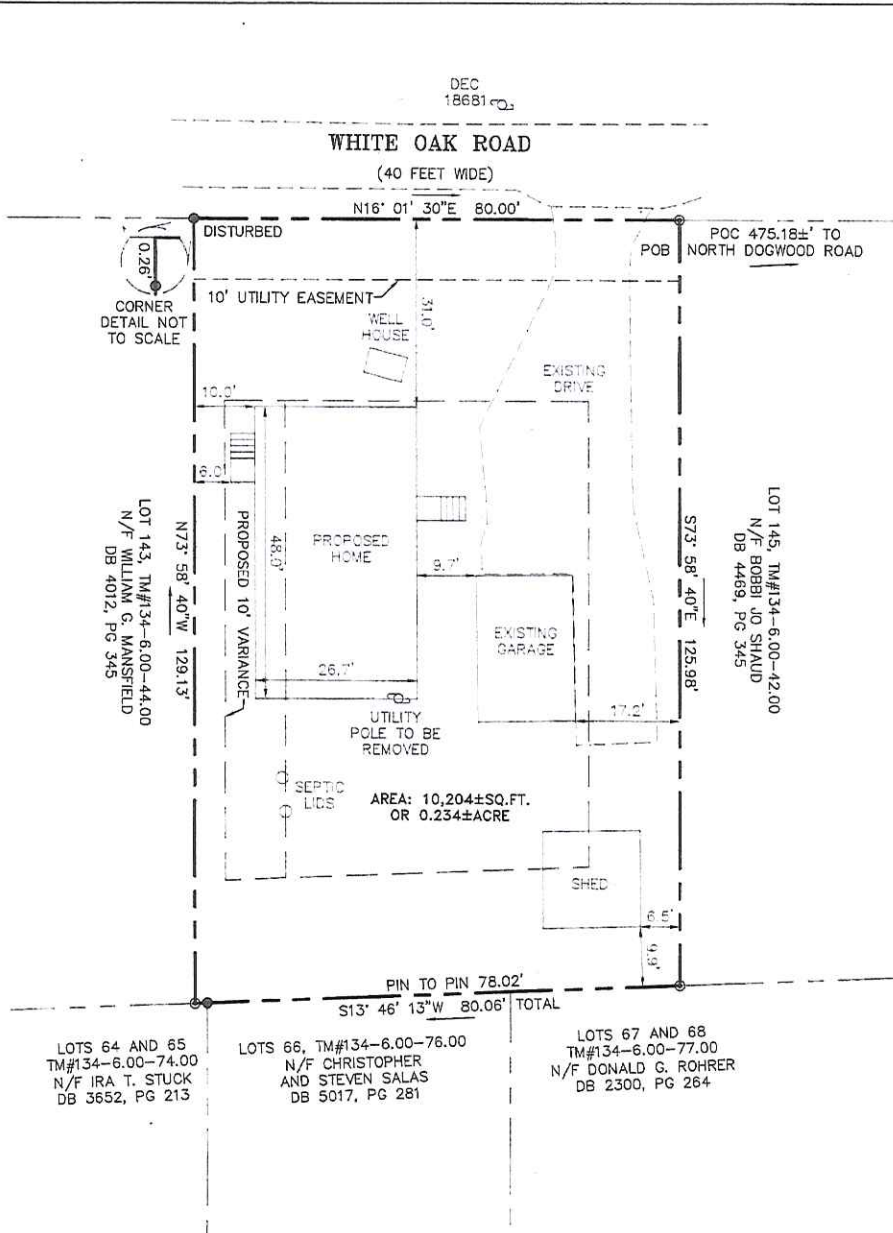 DEC
18681
WHITE OAK ROAD
(40 FEET WIDE)
N16° 01' 30"E 80.00'
DISTURBED
POB
POC 475.18±' TO
NORTH DOGWOOD ROAD
0.26'
CORNER
DETAIL NOT
TO SCALE
10' UTILITY EASEMENT
31.0'
WELL
HOUSE
EXISTING
DRIVE
10.0'
6.0'
PROPOSED 10' VARIANCE
48.0'
PROPOSED
HOME
9.7'
EXISTING
GARAGE
26.7'
17.2'
UTILITY
POLE TO BE
REMOVED
SEPTIC
LIDS
AREA: 10,204±SQ.FT.
OR 0.234±ACRE
SHED
6.5'
9.9'
LOT 143, TM#134-6.00-44.00
N/F WILLIAM G. MANSFIELD
DB 4012, PG 345
N73° 58' 40"W 129.13'
S73° 58' 40"E 125.98'
LOT 145, TM#134-6.00-42.00
N/F BOBBI JO SHAUD
DB 4469, PG 345
PIN TO PIN 78.02'
S13° 46' 13"W 80.06' TOTAL
LOTS 64 AND 65
TM#134-6.00-74.00
N/F IRA T. STUCK
DB 3652, PG 213
LOTS 66, TM#134-6.00-76.00
N/F CHRISTOPHER
AND STEVEN SALAS
DB 5017, PG 281
LOTS 67 AND 68
TM#134-6.00-77.00
N/F DONALD G. ROHRER
DB 2300, PG 264